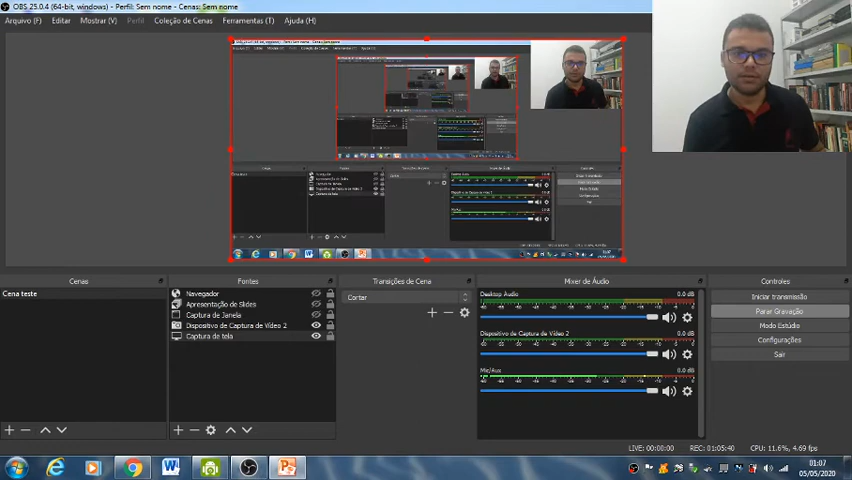 OBS 25.0.4 (64-bit, windows) - Perfil: Sem nome - Cenas: Sem nome
Arquivo (F) Editar Mostrar (V) Perfil Coleção de Cenas Ferramentas (T) Ajuda (H)
Cenas Fontes Transições de Cena Mixer de Áudio Controles
Cena teste
Navegador
Apresentação de Slides
Captura de Janela
Dispositivo de Captura de Vídeo 2
Captura de tela
Cortar
Desktop Áudio 0.0 dB
Dispositivo de Captura de Vídeo 2 0.0 dB
Mic/Aux 0.0 dB
Iniciar transmissão
Parar Gravação
Modo Estúdio
Configurações
Sair
LIVE: 00:00:00 REC: 01:05:40 CPU: 11.6%, 4.69 fps
01:07
05/05/2020